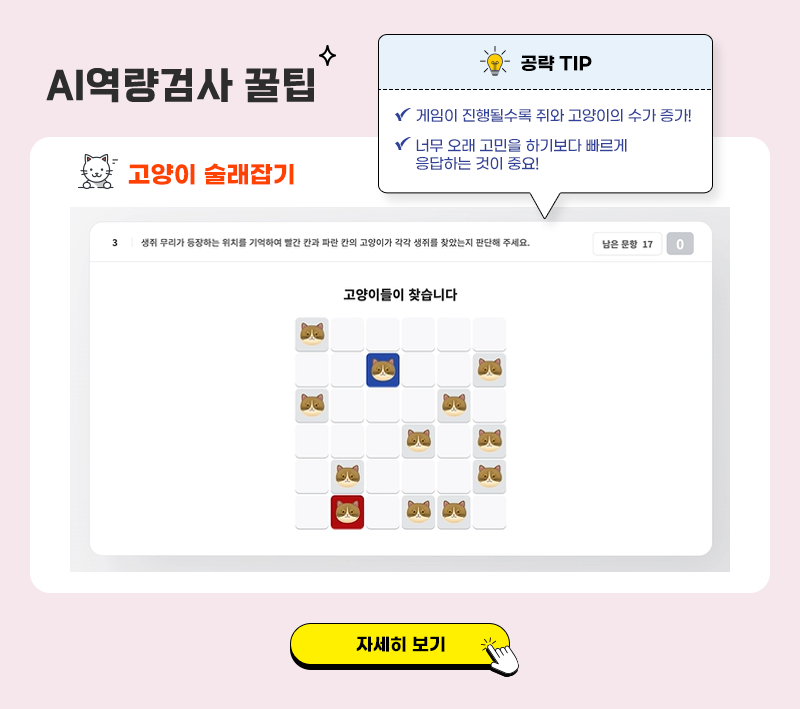 AI역량검사 꿀팁
공략 TIP
게임이 진행될수록 쥐와 고양이의 수가 증가!
너무 오래 고민을 하기보다 빠르게
응답하는 것이 중요!
고양이 술래잡기
3 생쥐 무리가 등장하는 위치를 기억하여 빨간 칸과 파란 칸의 고양이가 각각 생쥐를 찾았는지 판단해 주세요.
남은 문항 17 0
고양이들이 찾습니다
자세히 보기